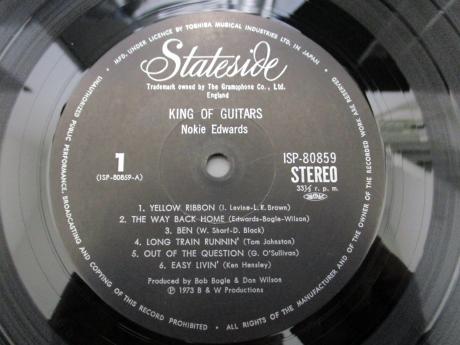 MFD. UNDER LICENCE BY TOSHIBA MUSICAL INDUSTRIES LTD. IN JAPAN
Stateside
Trademark owned by The Gramophone Co., Ltd.
England
KING OF GUITARS
Nokie Edwards
1
(ISP-80859-A)
ISP-80859
STEREO
33⅓ r. p. m.
1. YELLOW RIBBON (I. Levine-L.R. Brown)
2. THE WAY BACK HOME (Edwards-Bogle-Wilson)
3. BEN (W. Sharf-D. Black)
4. LONG TRAIN RUNNIN' (Tom Johnston)
5. OUT OF THE QUESTION (G. O'Sullivan)
6. EASY LIVIN' (Ken Hensley)
Produced by Bob Bogle & Don Wilson
Ⓟ 1973 B & W Productions
UNAUTHORIZED PUBLIC PERFORMANCE, BROADCASTING AND COPYING OF THIS RECORD PROHIBITED • ALL RIGHTS OF THE MANUFACTURER AND OF THE OWNER OF THE RECORDED WORK ARE RESERVED